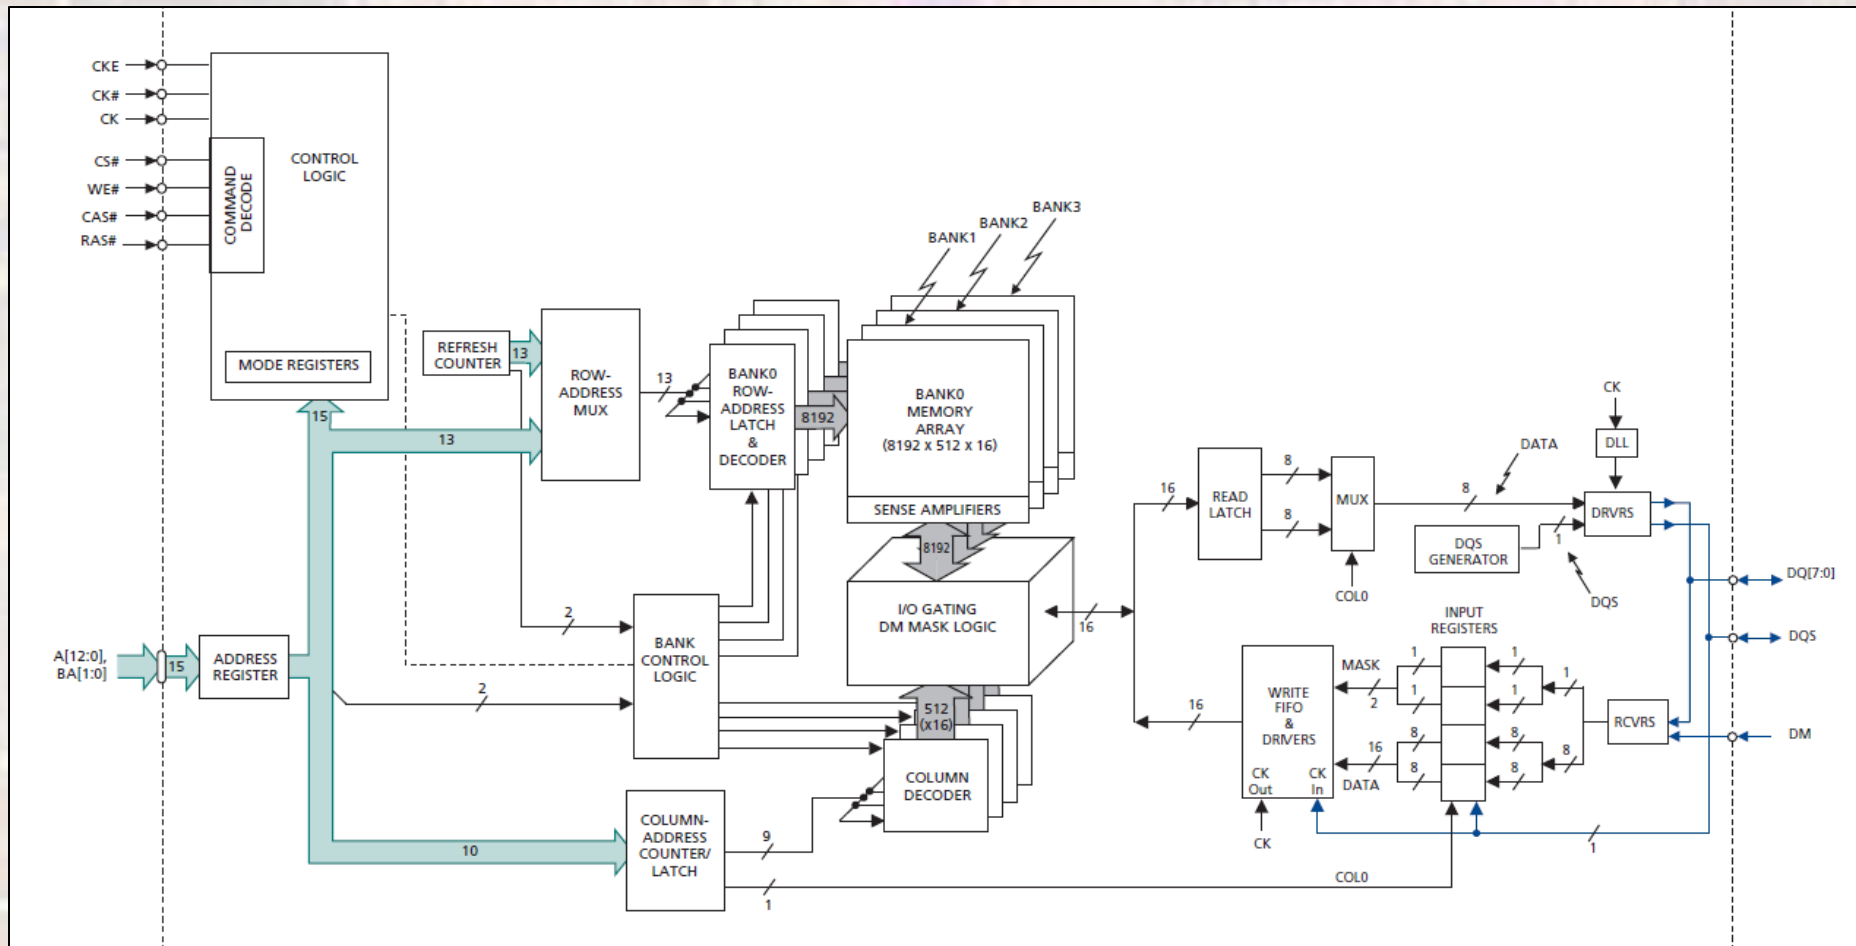 CKE
CK#
CK
CS#
WE#
CAS#
RAS#
COMMAND
DECODE
CONTROL
LOGIC
MODE REGISTERS
15
REFRESH
COUNTER
13
13
ROW-
ADDRESS
MUX
13
BANK0
ROW-
ADDRESS
LATCH
&
DECODER
8192
BANK1
BANK2
BANK3
BANK0
MEMORY
ARRAY
(8192 x 512 x 16)
SENSE AMPLIFIERS
8192
I/O GATING
DM MASK LOGIC
16
A[12:0],
BA[1:0]
15
ADDRESS
REGISTER
2
2
BANK
CONTROL
LOGIC
512
(x16)
COLUMN
DECODER
10
COLUMN-
ADDRESS
COUNTER/
LATCH
9
1
COL0
16
READ
LATCH
8
8
MUX
COL0
8
DATA
CK
DLL
DRVRS
DQS
GENERATOR
1
DQS
DQ[7:0]
DQS
DM
INPUT
REGISTERS
16
WRITE
FIFO
&
DRIVERS
CK
Out
CK
In
CK
MASK
2
16
DATA
1
1
8
8
1
1
8
8
1
8
RCVRS
1